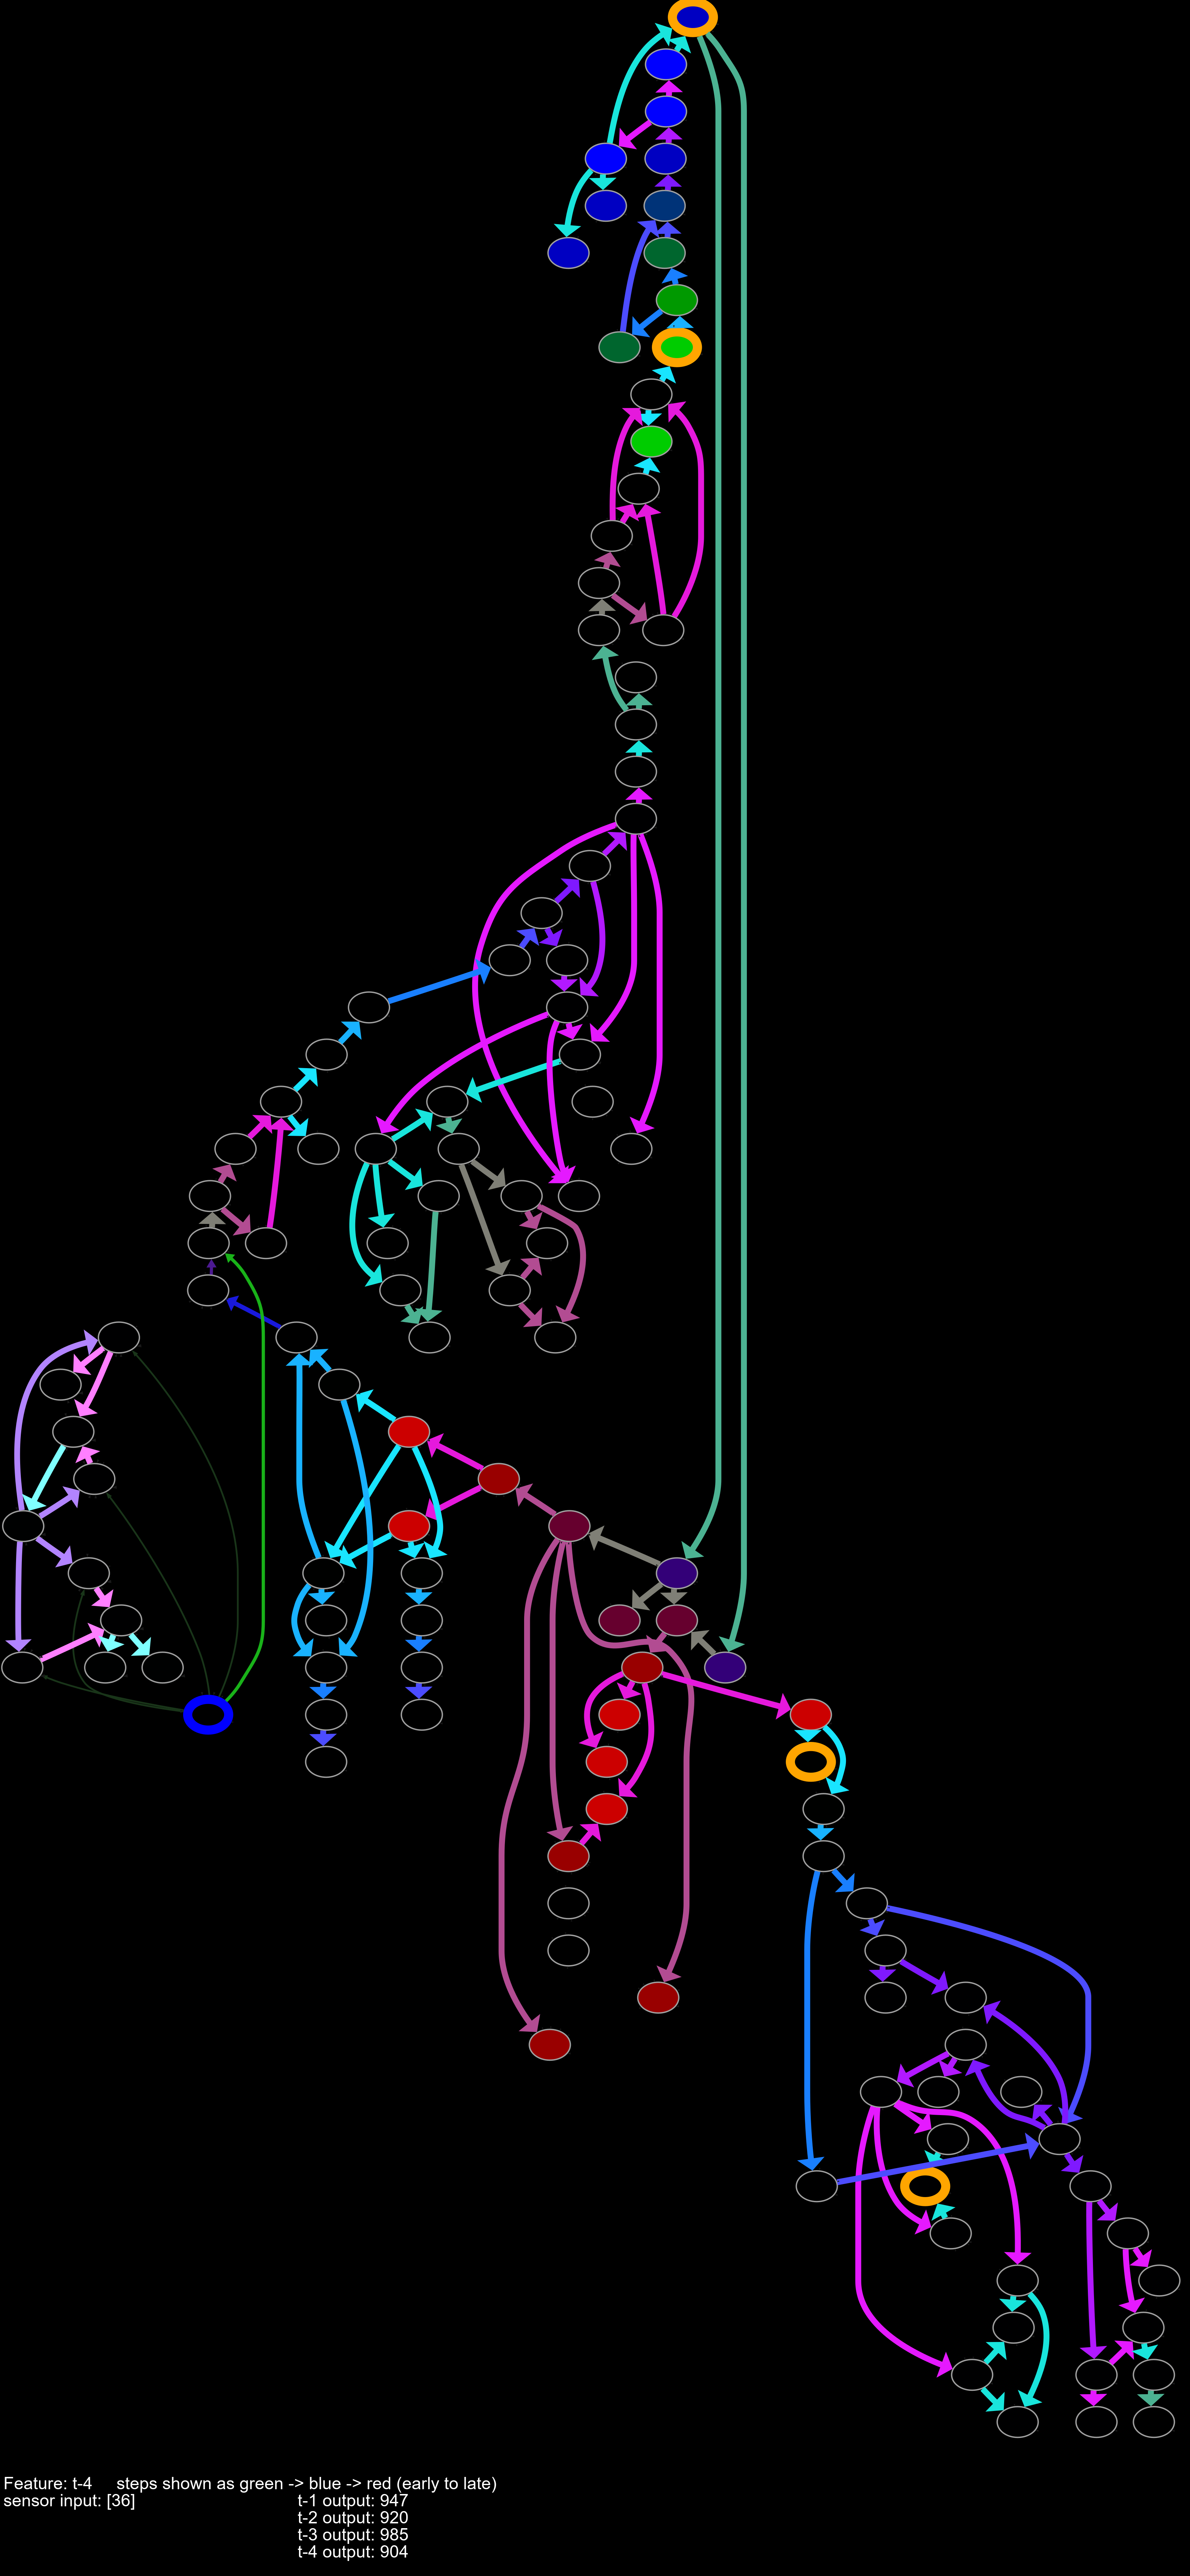 Feature: t-4 steps shown as green -> blue -> red (early to late)
sensor input: [36] t-1 output: 947
t-2 output: 920
t-3 output: 985
t-4 output: 904